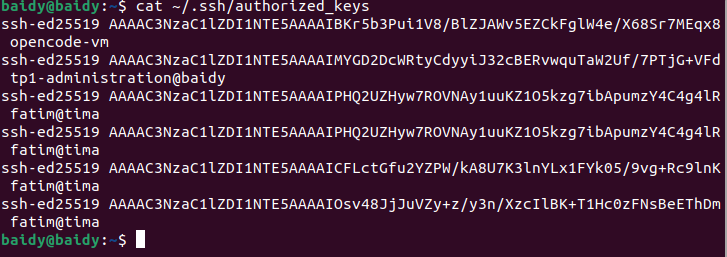 baidy@baidy:~$ cat ~/.ssh/authorized_keys
ssh-ed25519 AAAAC3NzaC1lZDI1NTE5AAAAIBKr5b3Pui1V8/BlZJAWv5EZCkFglW4e/X68Sr7MEqx8
opencode-vm
ssh-ed25519 AAAAC3NzaC1lZDI1NTE5AAAAIMYGD2DcWRtyCdyyiJ32cBERvwquTaW2Uf/7PTjG+VFd
tp1-administration@baidy
ssh-ed25519 AAAAC3NzaC1lZDI1NTE5AAAAIPHQ2UZHyw7ROVNAy1uuKZ1O5kzg7ibApumzY4C4g4lR
fatim@tima
ssh-ed25519 AAAAC3NzaC1lZDI1NTE5AAAAIPHQ2UZHyw7ROVNAy1uuKZ1O5kzg7ibApumzY4C4g4lR
fatim@tima
ssh-ed25519 AAAAC3NzaC1lZDI1NTE5AAAAICFLctGfu2YZPW/kA8U7K3lnYLx1FYk05/9vg+Rc9lnK
fatim@tima
ssh-ed25519 AAAAC3NzaC1lZDI1NTE5AAAAIOsv48JjJuVZy+z/y3n/XzcIlBK+T1Hc0zFNsBeEThDm
fatim@tima
baidy@baidy:~$